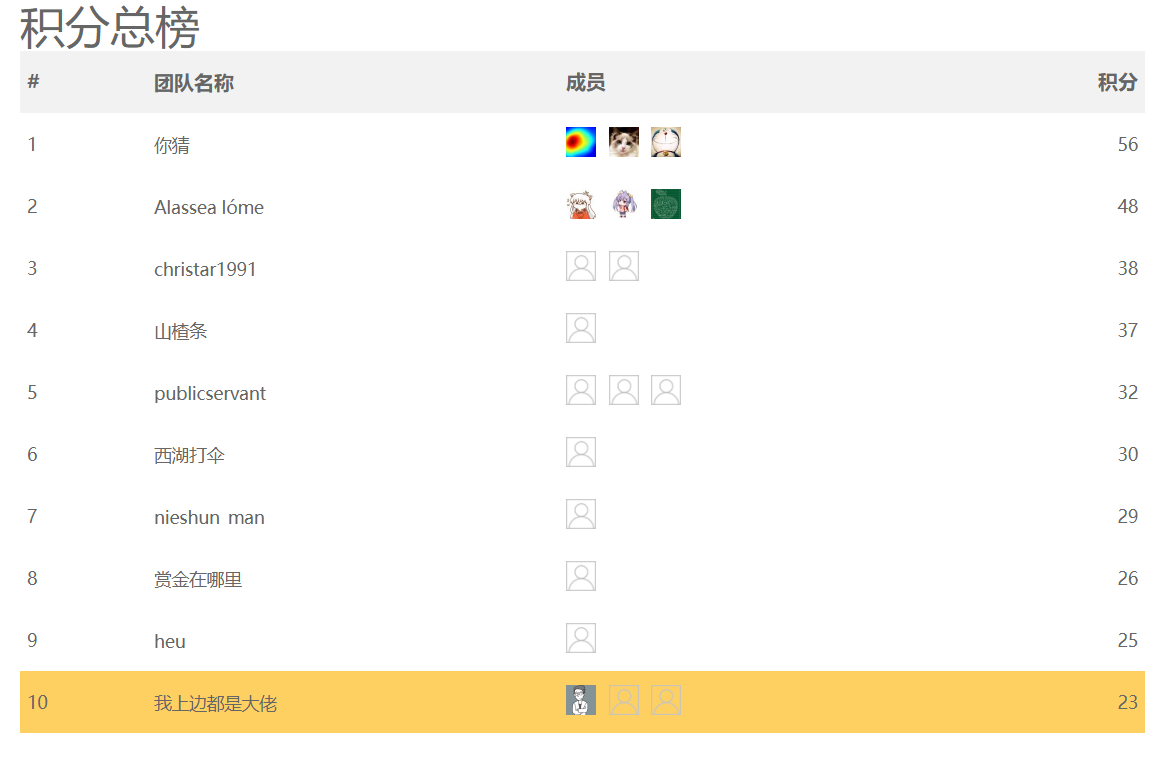 积分总榜
# 团队名称 成员 积分
1 你猜 56
2 Alassea lóme 48
3 christar1991 38
4 山楂条 37
5 publicservant 32
6 西湖打伞 30
7 nieshun man 29
8 赏金在哪里 26
9 heu 25
10 我上边都是大佬 23